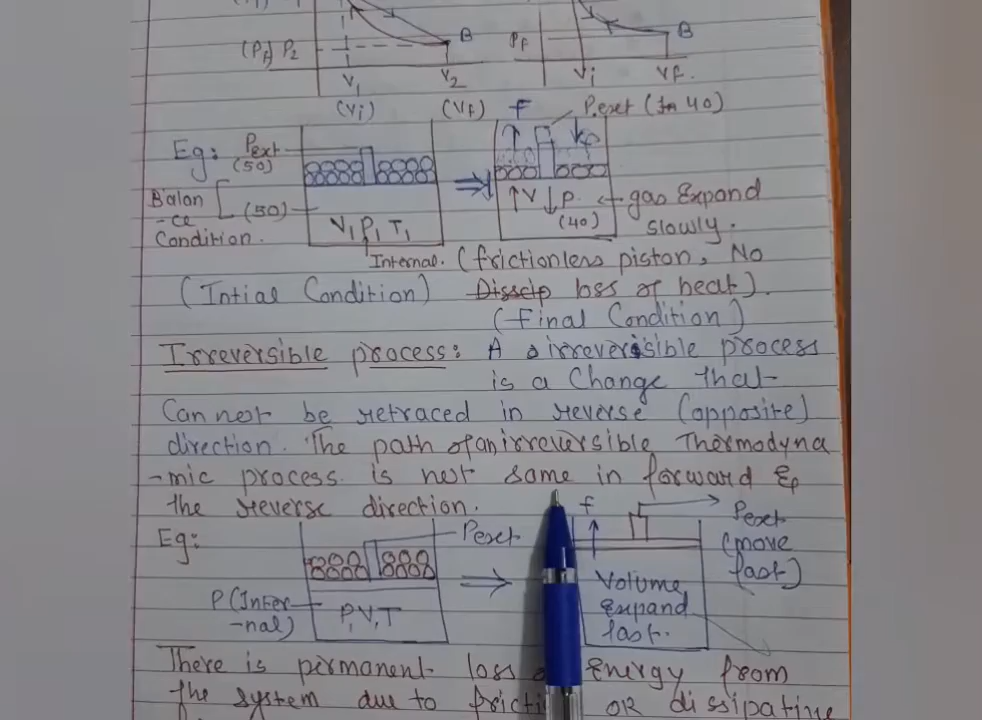 (Pf) P2 B Pf B
V1 V2 Vi Vf.
(Vi) (Vf) F Pext (In 40)
Eg: Pext
(50)
Balan
-ce (50)
Condition. V1 P1 T1 ↑V ↓P ← gas Expand
(40) slowly.
Internal. (frictionless piston, No
(Intial Condition) loss of heat).
(final Condition)
Irreversible process: A irreversible process
is a Change that
Can not be retraced in reverse (opposite)
direction. The path of an irreversible Thermodyna
-mic process is not same in forward &
the reverse direction. f Pext
Eg: Pext (move
fast)
P(Inter Volume
-nal) P,V,T Expand
fast.
There is permanent loss Energy from
the system due to OR dissipative